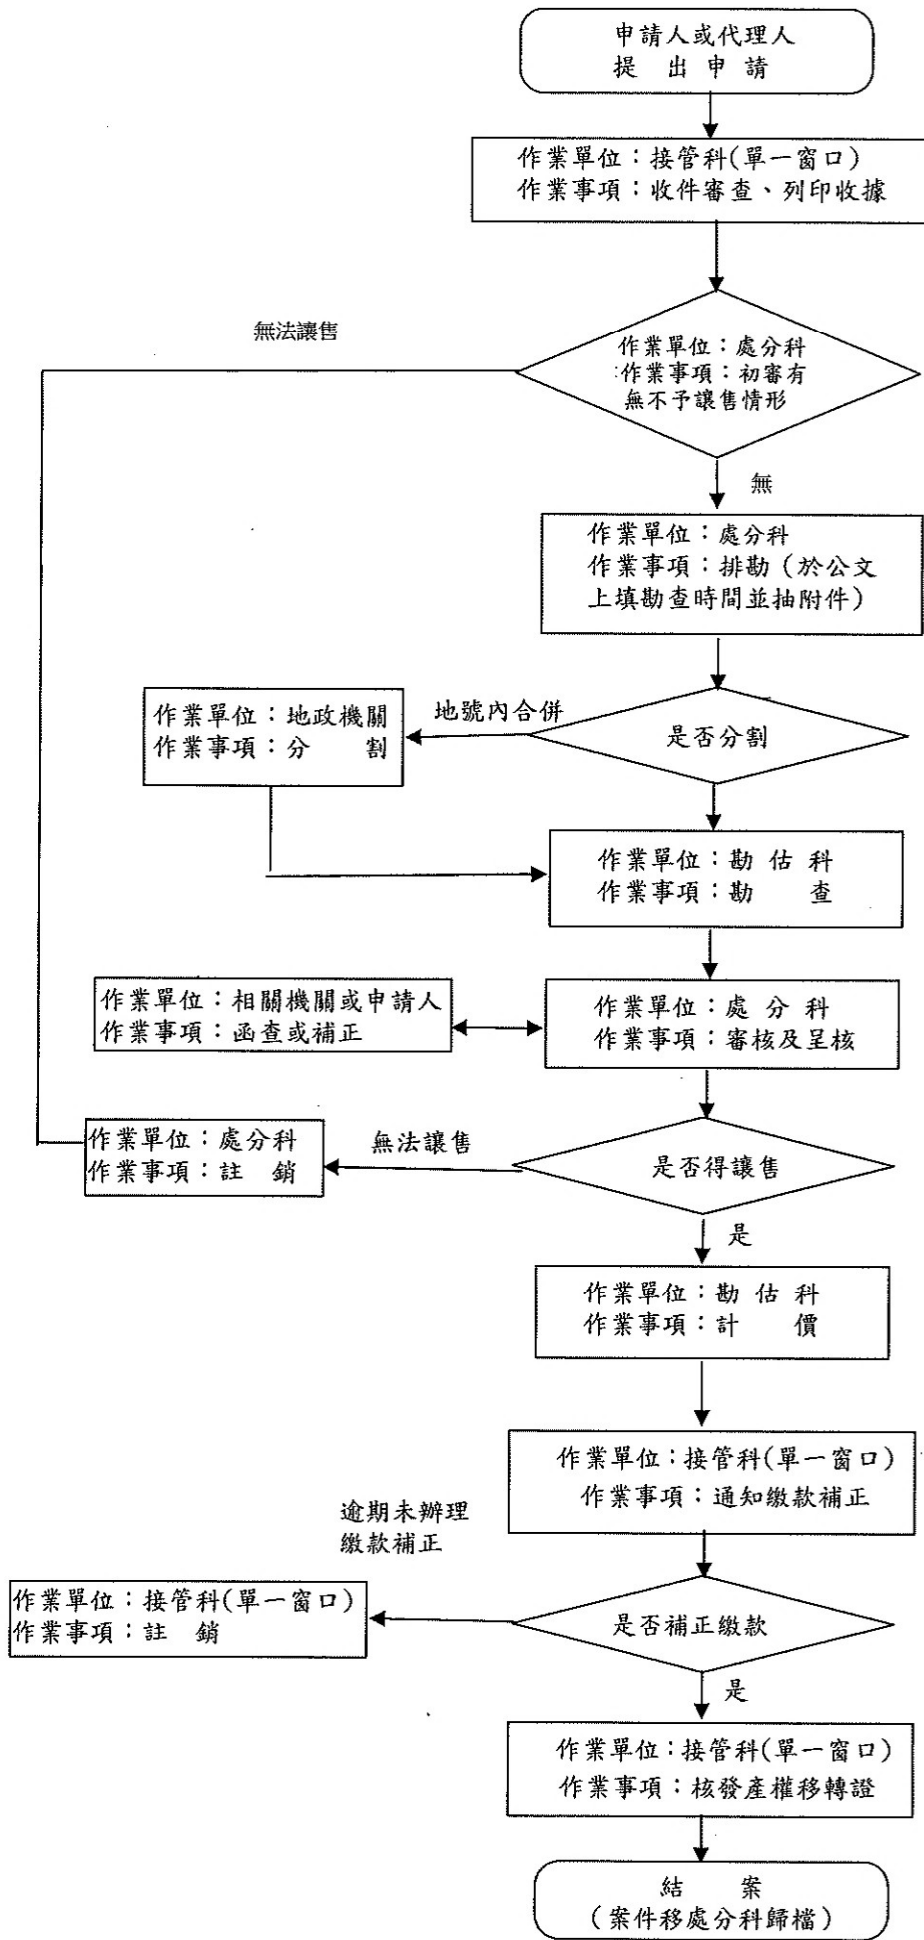 申請人或代理人
提 出 申 請
作業單位：接管科(單一窗口)
作業事項：收件審查、列印收據
無法讓售
作業單位：處分科
作業事項：初審有
無不予讓售情形
無
作業單位：處分科
作業事項：排勘（於公文
上填勘查時間並抽附件）
作業單位：地政機關
作業事項：分 割
地號內合併
是否分割
作業單位：勘 估 科
作業事項：勘 查
作業單位：相關機關或申請人
作業事項：函查或補正
作業單位：處 分 科
作業事項：審核及呈核
作業單位：處分科
作業事項：註 銷
無法讓售
是否得讓售
是
作業單位：勘 估 科
作業事項：計 價
作業單位：接管科(單一窗口)
作業事項：通知繳款補正
逾期未辦理
繳款補正
作業單位：接管科(單一窗口)
作業事項：註 銷
是否補正繳款
是
作業單位：接管科(單一窗口)
作業事項：核發產權移轉證
結 案
（案件移處分科歸檔）